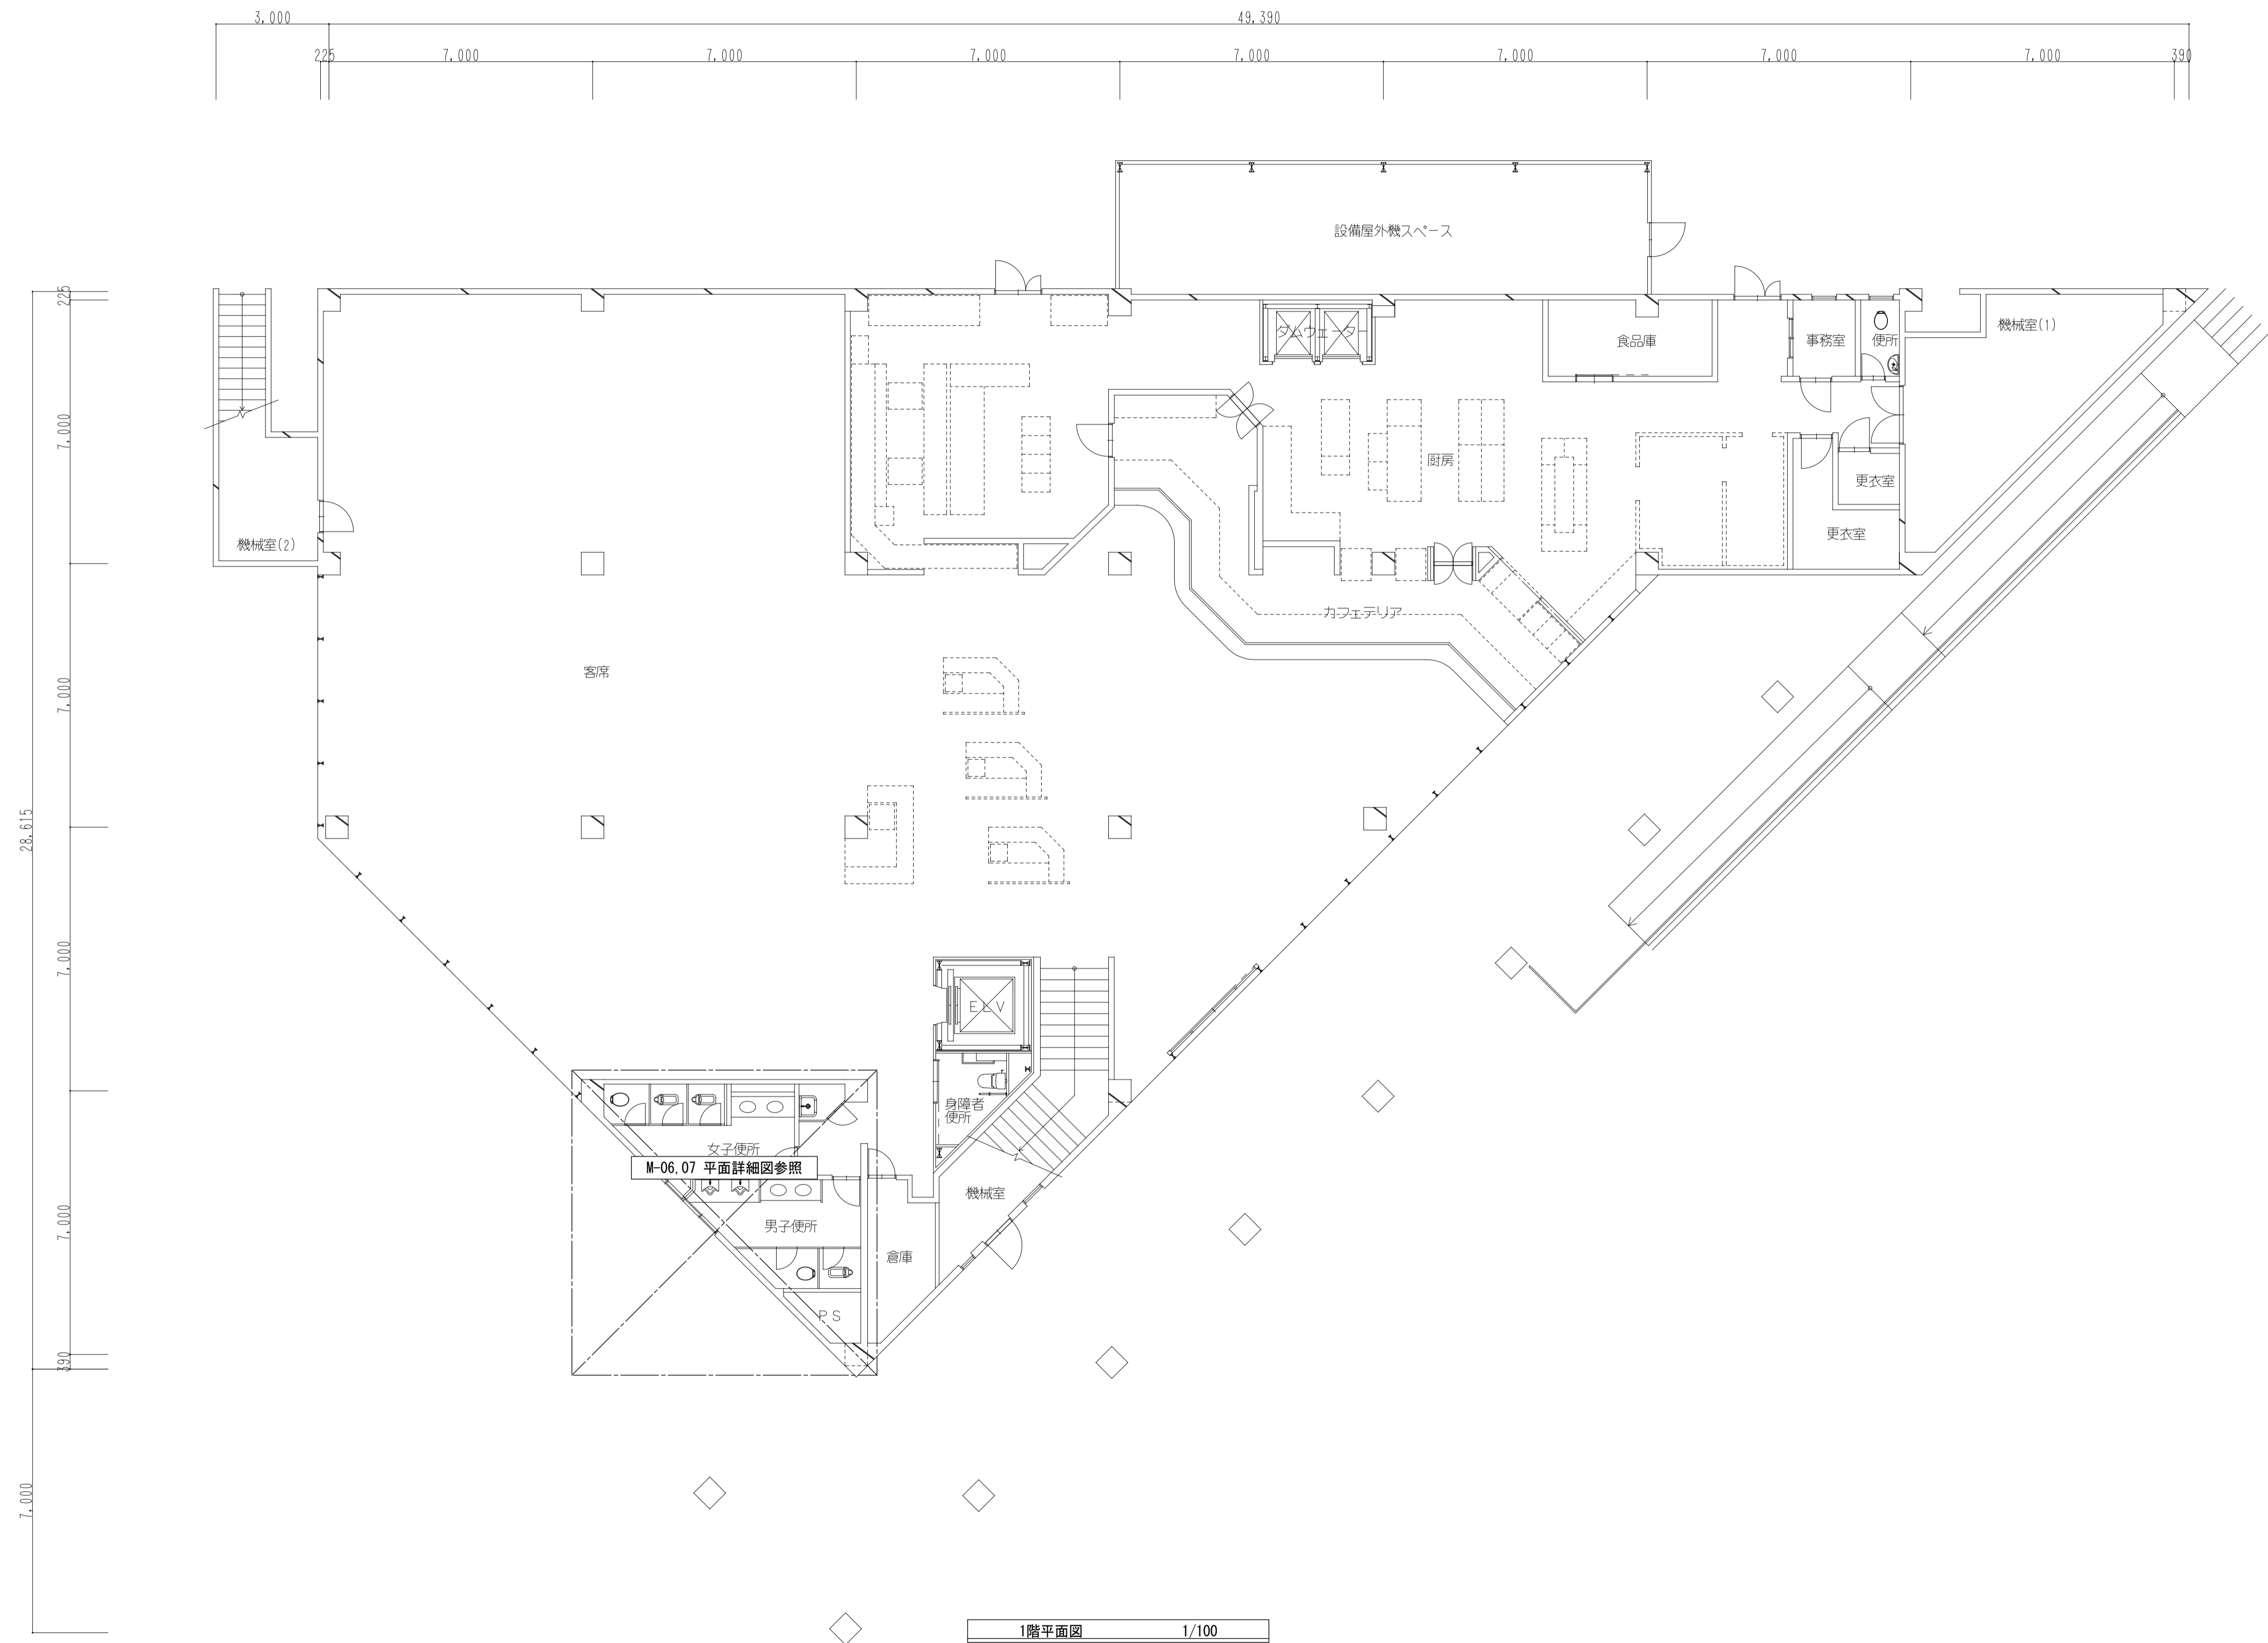 3,000
49,390
225
7,000
7,000
7,000
7,000
7,000
7,000
7,000
390
設備屋外機スペース
225
ダムウェーター
食品庫
事務室
便所
機械室(1)
7,000
厨房
更衣室
更衣室
機械室(2)
カフェテリア
客席
7,000
28,615
7,000
ELV
身障者
便所
女子便所
M-06,07 平面詳細図参照
機械室
7,000
男子便所
倉庫
PS
390
7,000
1階平面図 1/100